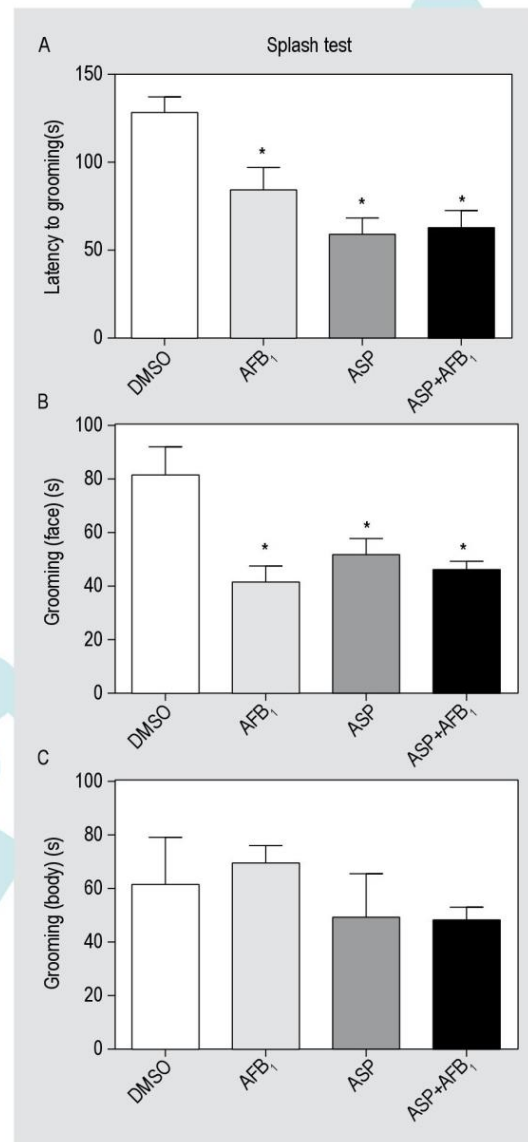 A
Splash test
Latency to grooming(s)
150
100
50
0
*
*
*
DMSO
AFB₁
ASP
ASP+AFB₁
B
Grooming (face) (s)
100
80
60
40
20
0
*
*
*
DMSO
AFB₁
ASP
ASP+AFB₁
C
Grooming (body) (s)
100
80
60
40
20
0
DMSO
AFB₁
ASP
ASP+AFB₁